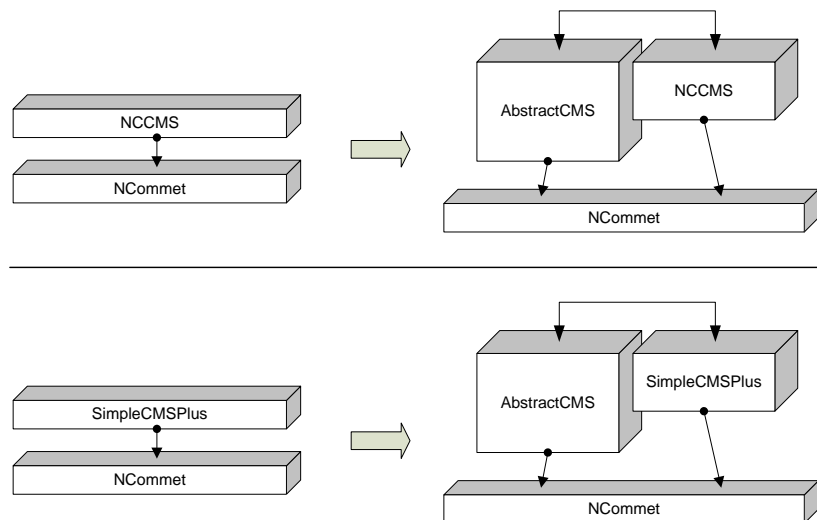 NCCMS
NCommet
AbstractCMS
NCCMS
NCommet
SimpleCMSPlus
NCommet
AbstractCMS
SimpleCMSPlus
NCommet